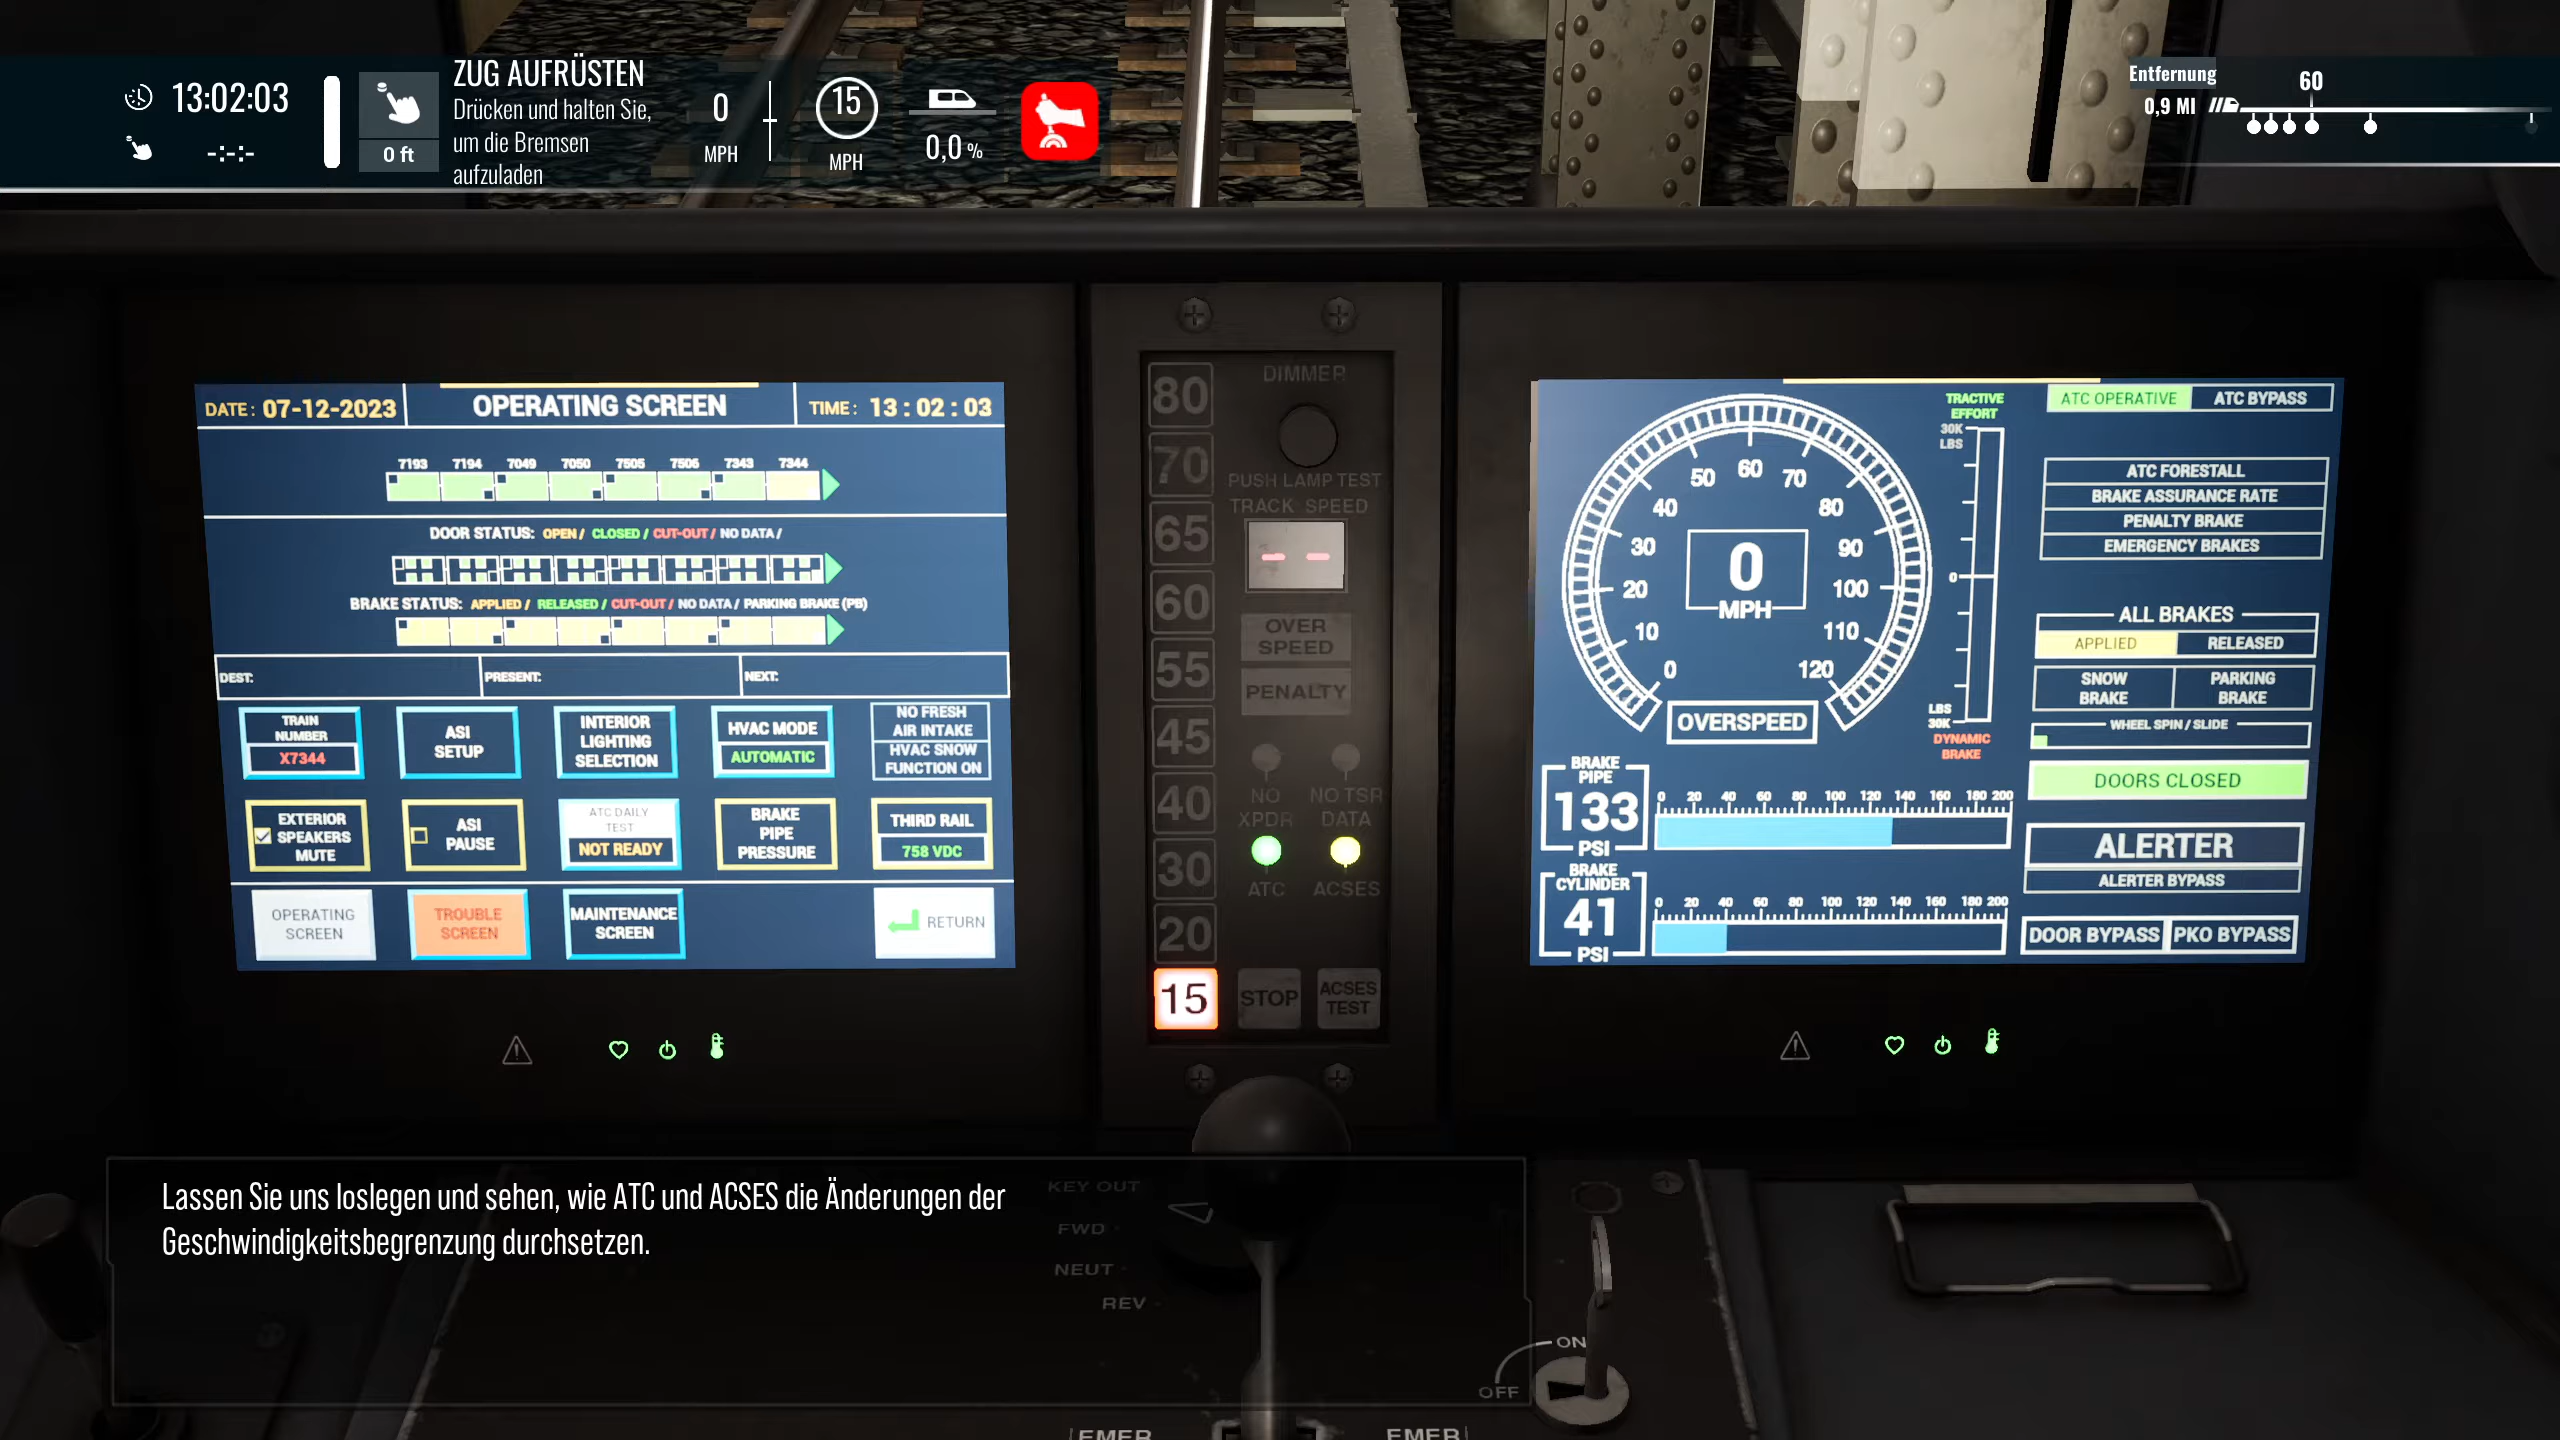 13:02:03
-:-:-
0 ft
ZUG AUFRÜSTEN
Drücken und halten Sie,
um die Bremsen
aufzuladen
0
MPH
15
MPH
0,0 %
Entfernung
0,9 MI
60
DATE: 07-12-2023
OPERATING SCREEN
TIME: 13 : 02 : 03
7193 7194 7049 7050 7505 7506 7343 7344
DOOR STATUS: OPEN / CLOSED / CUT-OUT / NO DATA /
BRAKE STATUS: APPLIED / RELEASED / CUT-OUT / NO DATA / PARKING BRAKE (PB)
DEST:
PRESENT:
NEXT:
TRAIN
NUMBER
X7344
ASI
SETUP
INTERIOR
LIGHTING
SELECTION
HVAC MODE
AUTOMATIC
NO FRESH
AIR INTAKE
HVAC SNOW
FUNCTION ON
EXTERIOR
SPEAKERS
MUTE
ASI
PAUSE
ATC DAILY
TEST
NOT READY
BRAKE
PIPE
PRESSURE
THIRD RAIL
758 VDC
OPERATING
SCREEN
TROUBLE
SCREEN
MAINTENANCE
SCREEN
RETURN
80
70
65
60
55
45
40
30
20
15
DIMMER
PUSH LAMP TEST
TRACK SPEED
- -
OVER
SPEED
PENALTY
NO
XPDR
NO TSR
DATA
ATC
ACSES
STOP
ACSES
TEST
0 10 20 30 40 50 60 70 80 90 100 110 120
0
MPH
OVERSPEED
TRACTIVE
EFFORT
30K
LBS
0
LBS
30K
DYNAMIC
BRAKE
BRAKE
PIPE
133
PSI
0 20 40 60 80 100 120 140 160 180 200
BRAKE
CYLINDER
41
PSI
0 20 40 60 80 100 120 140 160 180 200
ATC OPERATIVE
ATC BYPASS
ATC FORESTALL
BRAKE ASSURANCE RATE
PENALTY BRAKE
EMERGENCY BRAKES
ALL BRAKES
APPLIED
RELEASED
SNOW
BRAKE
PARKING
BRAKE
WHEEL SPIN / SLIDE
DOORS CLOSED
ALERTER
ALERTER BYPASS
DOOR BYPASS
PKO BYPASS
Lassen Sie uns loslegen und sehen, wie ATC und ACSES die Änderungen der
Geschwindigkeitsbegrenzung durchsetzen.
KEY OUT
FWD
NEUT
REV
ON
OFF
EMER
EMER